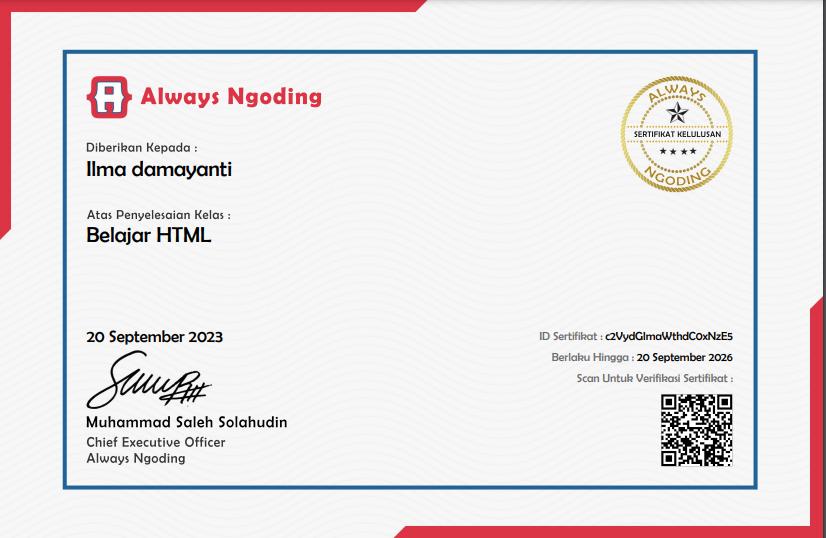 Always Ngoding
ALWAYS
SERTIFIKAT KELULUSAN
NGODING
Diberikan Kepada :
Ilma damayanti
Atas Penyelesaian Kelas :
Belajar HTML
20 September 2023
Muhammad Saleh Solahudin
Chief Executive Officer
Always Ngoding
ID Sertifikat : c2VydGlmaWthdC0xNzE5
Berlaku Hingga : 20 September 2026
Scan Untuk Verifikasi Sertifikat :